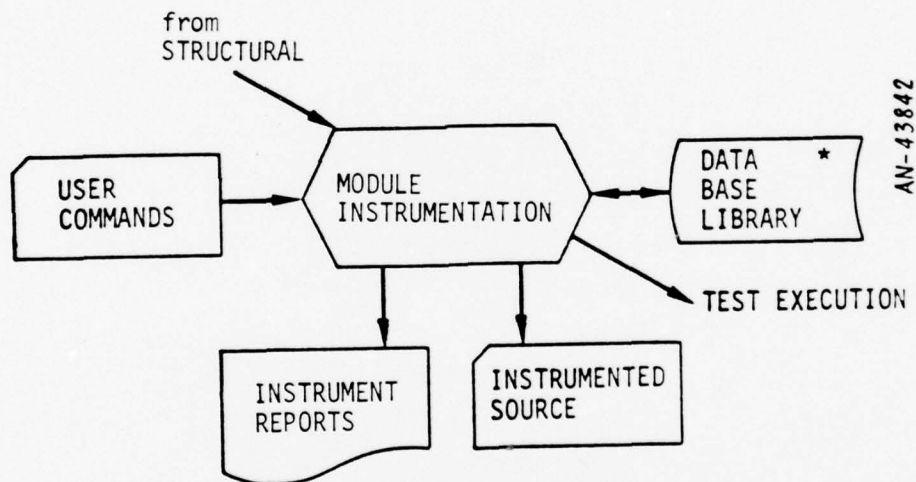 from
STRUCTURAL
USER
COMMANDS
MODULE
INSTRUMENTATION
DATA *
BASE
LIBRARY
AN-43842
TEST EXECUTION
INSTRUMENT
REPORTS
INSTRUMENTED
SOURCE